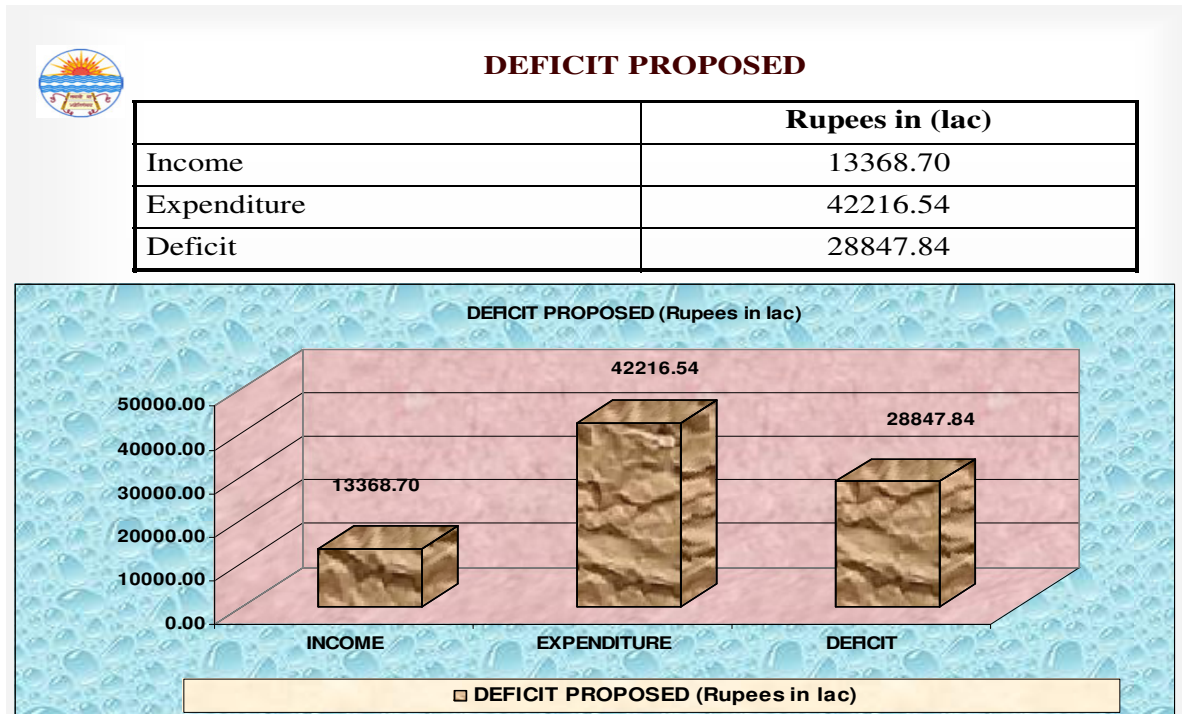 DEFICIT PROPOSED
Rupees in (lac)
Income 13368.70
Expenditure 42216.54
Deficit 28847.84
DEFICIT PROPOSED (Rupees in lac)
42216.54
50000.00
28847.84
40000.00
13368.70
30000.00
20000.00
10000.00
0.00
INCOME EXPENDITURE DEFICIT
DEFICIT PROPOSED (Rupees in lac)